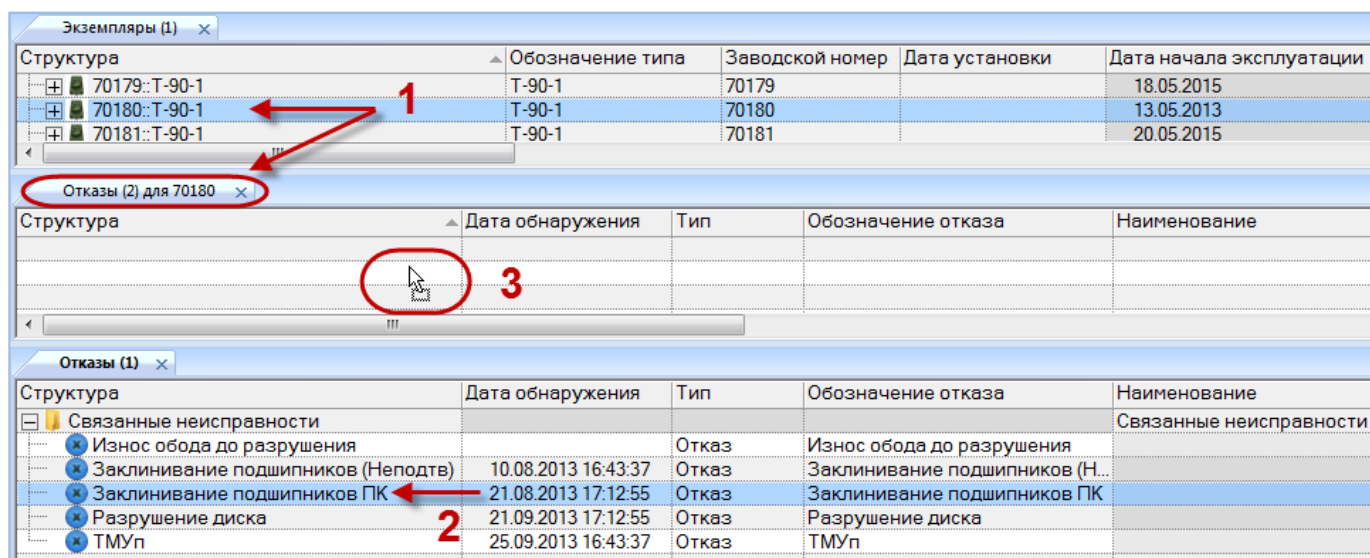 Экземпляры (1)
Структура Обозначение типа Заводской номер Дата установки Дата начала эксплуатации
70179::Т-90-1 Т-90-1 70179 18.05.2015
1
70180::Т-90-1 Т-90-1 70180 13.05.2013
70181::Т-90-1 Т-90-1 70181 20.05.2015
Отказы (2) для 70180
Структура Дата обнаружения Тип Обозначение отказа Наименование
3
Отказы (1)
Структура Дата обнаружения Тип Обозначение отказа Наименование
Связанные неисправности Связанные неисправности
Износ обода до разрушения Отказ Износ обода до разрушения
Заклинивание подшипников (Неподтв) 10.08.2013 16:43:37 Отказ Заклинивание подшипников (Н...
Заклинивание подшипников ПК 21.08.2013 17:12:55 Отказ Заклинивание подшипников ПК
Разрушение диска 21.09.2013 17:12:55 Отказ Разрушение диска
2
ТМУп 25.09.2013 16:43:37 Отказ ТМУп